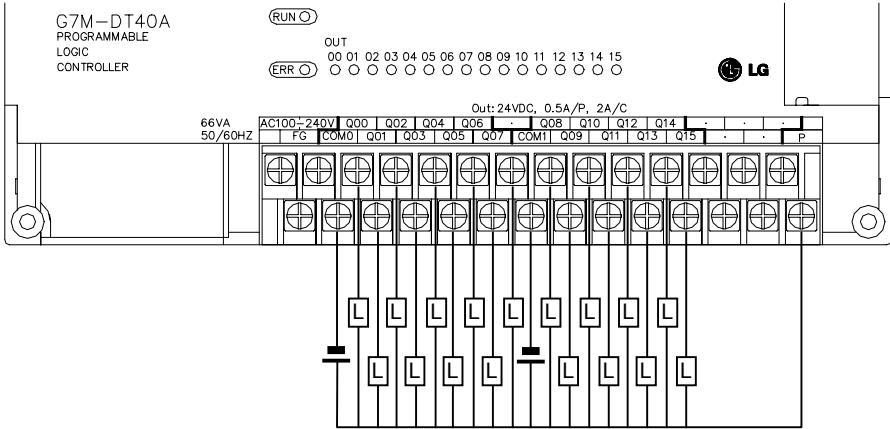 G7M-DT40A
PROGRAMMABLE
LOGIC
CONTROLLER
RUN
ERR
OUT
00 01 02 03 04 05 06 07 08 09 10 11 12 13 14 15
LG
Out:24VDC, 0.5A/P, 2A/C
66VA
50/60HZ
AC100-240V Q00 Q02 Q04 Q06 · Q08 Q10 Q12 Q14 · · ·
FG COM0 Q01 Q03 Q05 Q07 COM1 Q09 Q11 Q13 Q15 · · P
L L L L L L L L L
L L L L L L L L